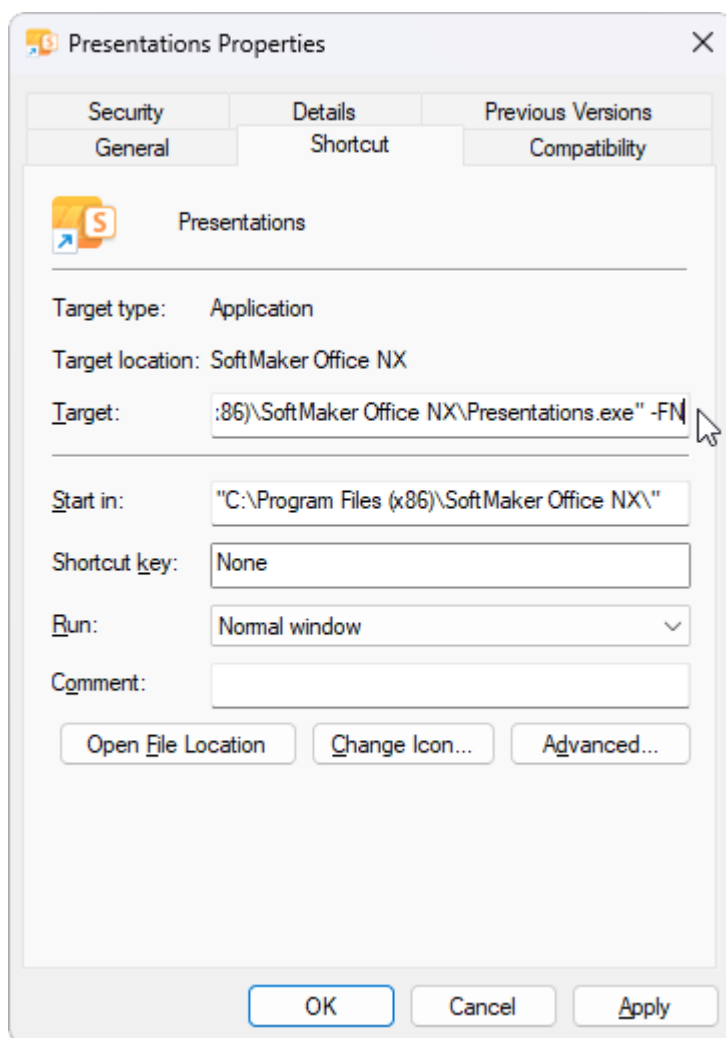 Presentations Properties
Security Details Previous Versions
General Shortcut Compatibility
S
Presentations
Target type: Application
Target location: SoftMaker Office NX
Target: :86)\SoftMaker Office NX\Presentations.exe" -FN
Start in: "C:\Program Files (x86)\SoftMaker Office NX\"
Shortcut key: None
Run: Normal window
Comment:
Open File Location Change Icon... Advanced...
OK Cancel Apply